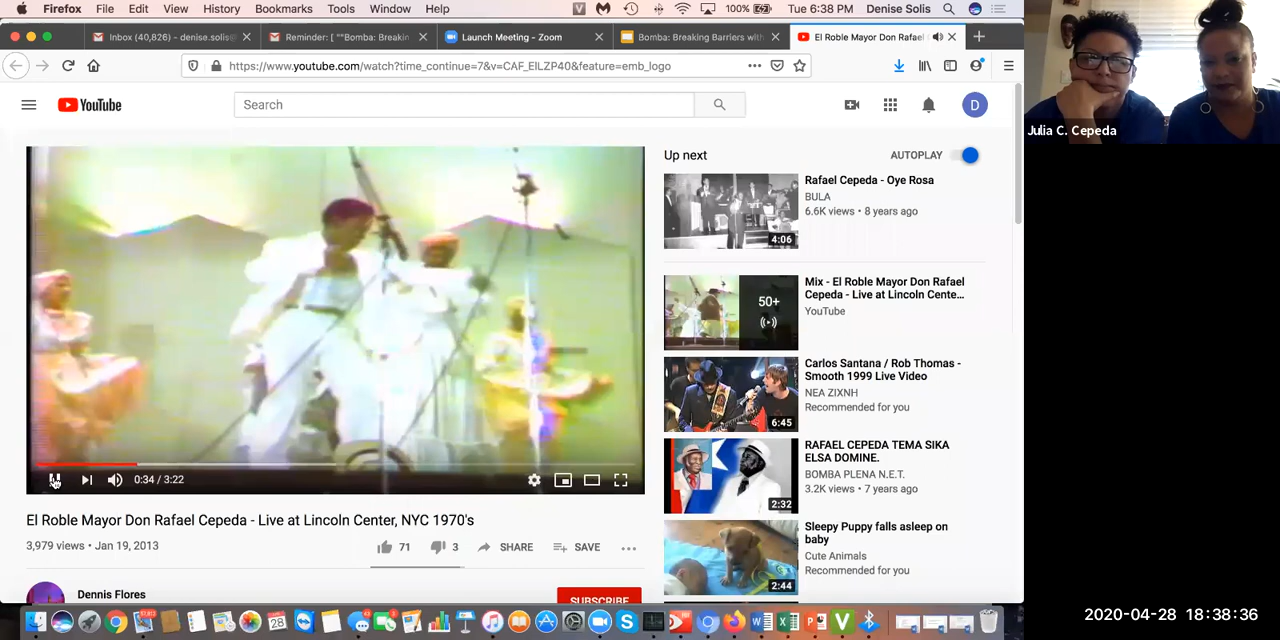 Firefox File Edit View History Bookmarks Tools Window Help 100% Tue 6:38 PM Denise Solis
Inbox (40,826) - denise.solis@
Reminder: [ ""Bomba: Breakin
Launch Meeting - Zoom
Bomba: Breaking Barriers wit
El Roble Mayor Don Rafael
https://www.youtube.com/watch?time_continue=7&v=CAF_EILZP40&feature=emb_logo
YouTube
Search
D
Up next
AUTOPLAY
Rafael Cepeda - Oye Rosa
BULA
6.6K views • 8 years ago
4:06
Mix - El Roble Mayor Don Rafael
Cepeda - Live at Lincoln Cente...
YouTube
50+
Carlos Santana / Rob Thomas -
Smooth 1999 Live Video
NEA ZIXNH
Recommended for you
6:45
RAFAEL CEPEDA TEMA SIKA
ELSA DOMINE.
BOMBA PLENA N.E.T.
3.2K views • 7 years ago
2:32
Sleepy Puppy falls asleep on
baby
Cute Animals
Recommended for you
2:44
0:34 / 3:22
El Roble Mayor Don Rafael Cepeda - Live at Lincoln Center, NYC 1970's
3,979 views • Jan 19, 2013
71
3
SHARE
SAVE
Dennis Flores
SUBSCRIBE
Julia C. Cepeda
2020-04-28 18:38:36